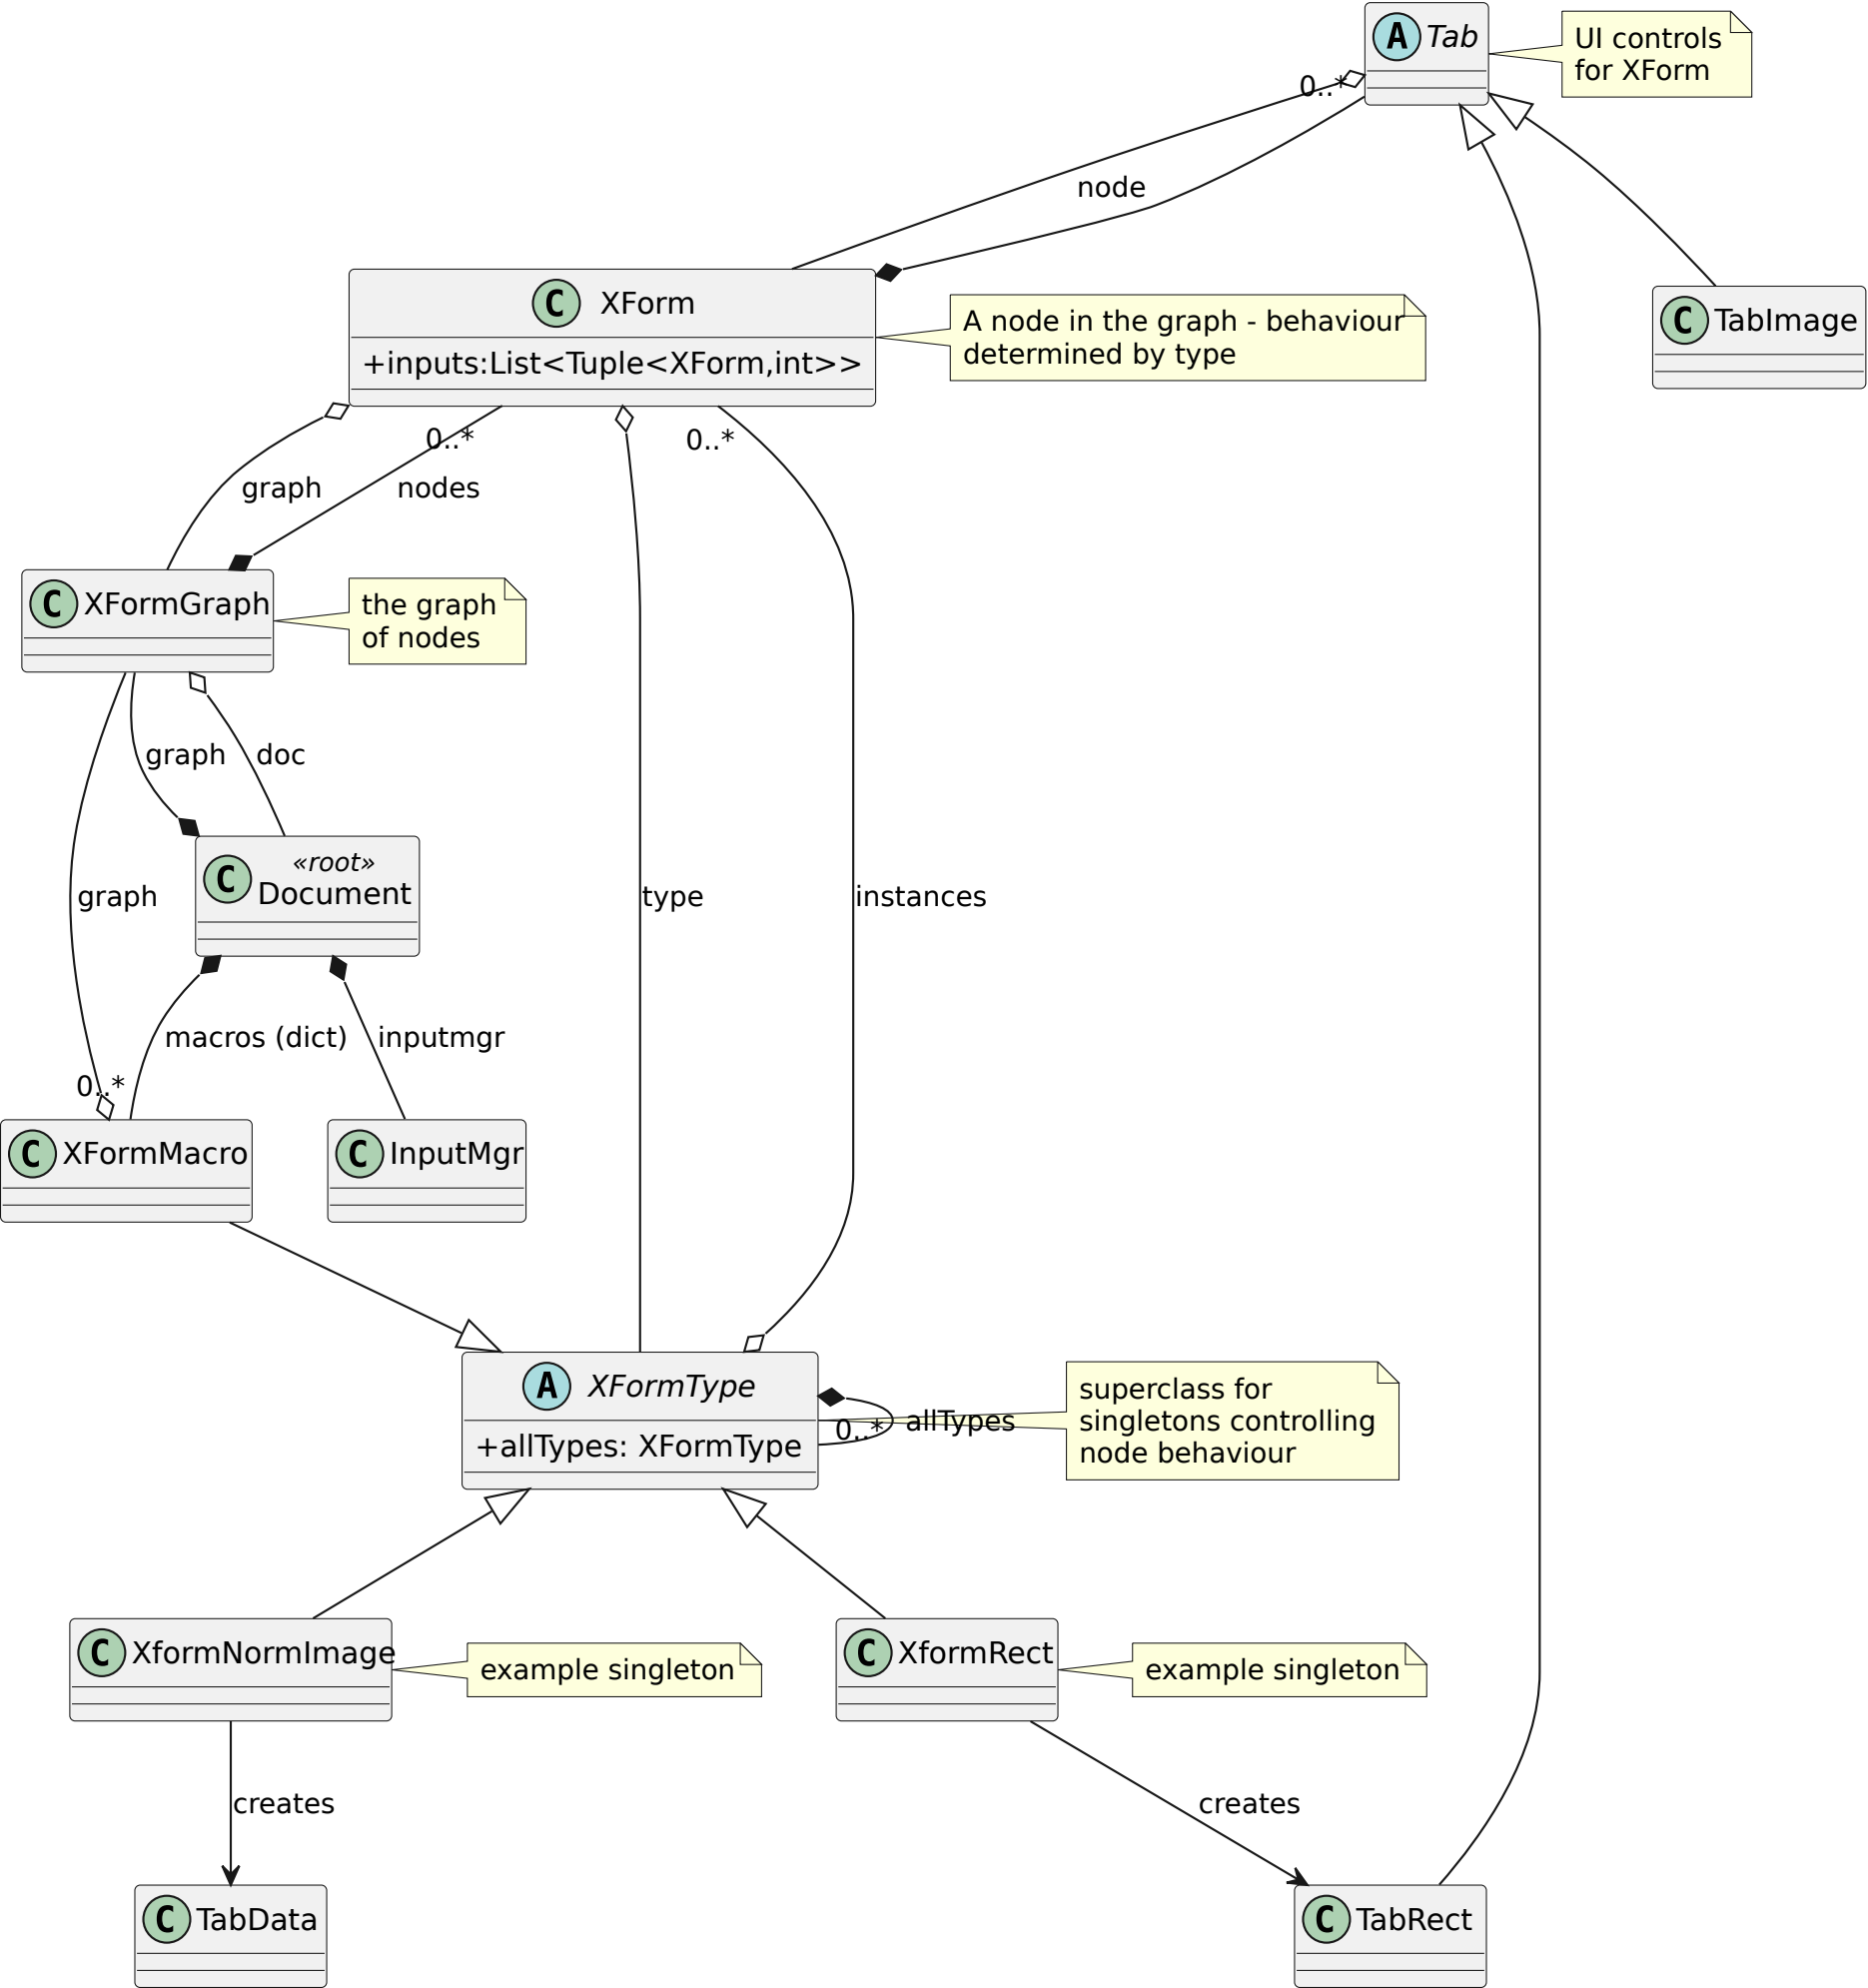 A Tab
UI controls
for XForm
0..*
node
C XForm
+inputs:List<Tuple<XForm,int>>
A node in the graph - behaviour
determined by type
C TabImage
0..*
0..*
graph
nodes
C XFormGraph
the graph
of nodes
graph
doc
«root»
C Document
graph
type
instances
macros (dict)
inputmgr
0..*
C XFormMacro
C InputMgr
A XFormType
+allTypes: XFormType
0..*
allTypes
superclass for
singletons controlling
node behaviour
C XformNormImage
example singleton
C XformRect
example singleton
creates
creates
C TabData
C TabRect